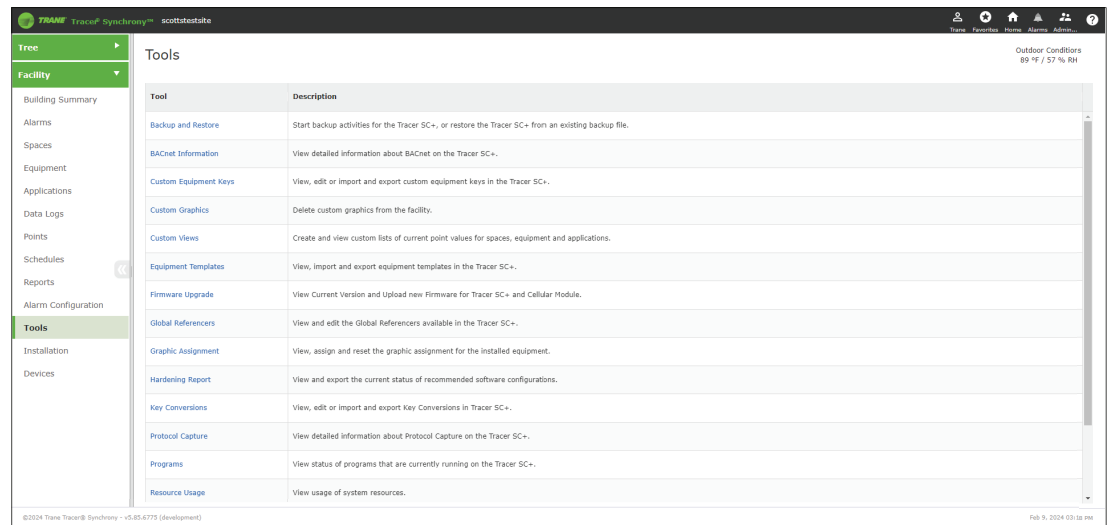 TRANE Tracer® Synchrony™ scottstestsite
Trane Favorites Home Alarms Admin...
Tree
Facility
Building Summary
Alarms
Spaces
Equipment
Applications
Data Logs
Points
Schedules
Reports
Alarm Configuration
Tools
Installation
Devices
Tools
Outdoor Conditions
89 ºF / 57 % RH
Tool Description
Backup and Restore Start backup activities for the Tracer SC+, or restore the Tracer SC+ from an existing backup file.
BACnet Information View detailed information about BACnet on the Tracer SC+.
Custom Equipment Keys View, edit or import and export custom equipment keys in the Tracer SC+.
Custom Graphics Delete custom graphics from the facility.
Custom Views Create and view custom lists of current point values for spaces, equipment and applications.
Equipment Templates View, import and export equipment templates in the Tracer SC+.
Firmware Upgrade View Current Version and Upload new Firmware for Tracer SC+ and Cellular Module.
Global Referencers View and edit the Global Referencers available in the Tracer SC+.
Graphic Assignment View, assign and reset the graphic assignment for the installed equipment.
Hardening Report View and export the current status of recommended software configurations.
Key Conversions View, edit or import and export Key Conversions in Tracer SC+.
Protocol Capture View detailed information about Protocol Capture on the Tracer SC+.
Programs View status of programs that are currently running on the Tracer SC+.
Resource Usage View usage of system resources.
©2024 Trane Tracer® Synchrony - v5.85.6775 (development)
Feb 9, 2024 03:18 PM